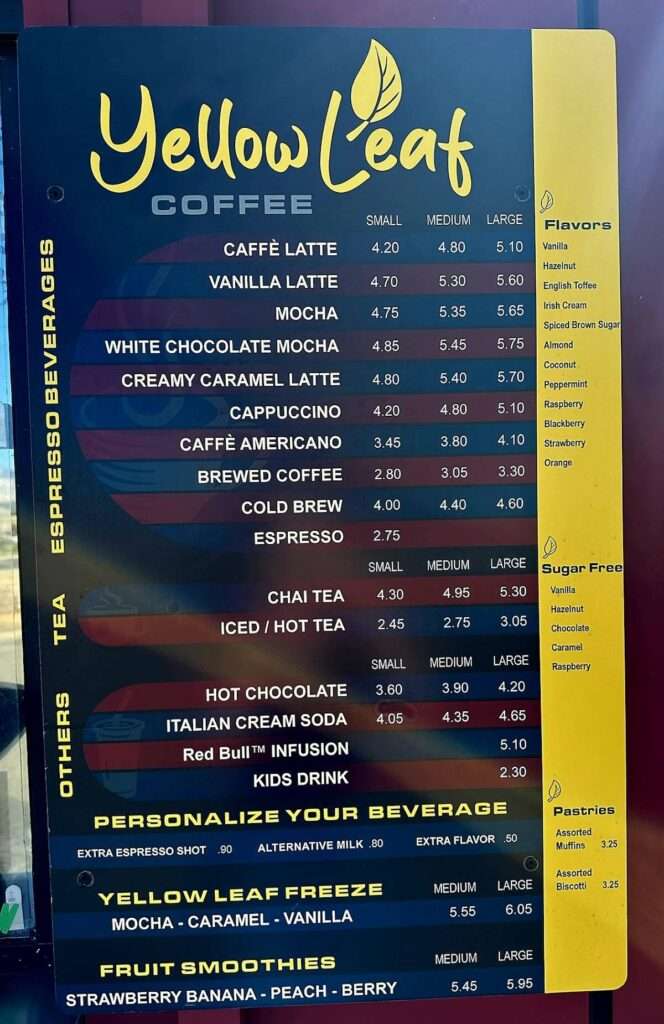 Yellow Leaf
COFFEE
ESPRESSO BEVERAGES
SMALL MEDIUM LARGE
CAFFÈ LATTE 4.20 4.80 5.10
VANILLA LATTE 4.70 5.30 5.60
MOCHA 4.75 5.35 5.65
WHITE CHOCOLATE MOCHA 4.85 5.45 5.75
CREAMY CARAMEL LATTE 4.80 5.40 5.70
CAPPUCCINO 4.20 4.80 5.10
CAFFÈ AMERICANO 3.45 3.80 4.10
BREWED COFFEE 2.80 3.05 3.30
COLD BREW 4.00 4.40 4.60
ESPRESSO 2.75
TEA
SMALL MEDIUM LARGE
CHAI TEA 4.30 4.95 5.30
ICED / HOT TEA 2.45 2.75 3.05
OTHERS
SMALL MEDIUM LARGE
HOT CHOCOLATE 3.60 3.90 4.20
ITALIAN CREAM SODA 4.05 4.35 4.65
Red Bull™ INFUSION 5.10
KIDS DRINK 2.30
PERSONALIZE YOUR BEVERAGE
EXTRA ESPRESSO SHOT .90 ALTERNATIVE MILK .80 EXTRA FLAVOR .50
YELLOW LEAF FREEZE MEDIUM LARGE
MOCHA - CARAMEL - VANILLA 5.55 6.05
FRUIT SMOOTHIES MEDIUM LARGE
STRAWBERRY BANANA - PEACH - BERRY 5.45 5.95
Flavors
Vanilla
Hazelnut
English Toffee
Irish Cream
Spiced Brown Sugar
Almond
Coconut
Peppermint
Raspberry
Blackberry
Strawberry
Orange
Sugar Free
Vanilla
Hazelnut
Chocolate
Caramel
Raspberry
Pastries
Assorted
Muffins 3.25
Assorted
Biscotti 3.25